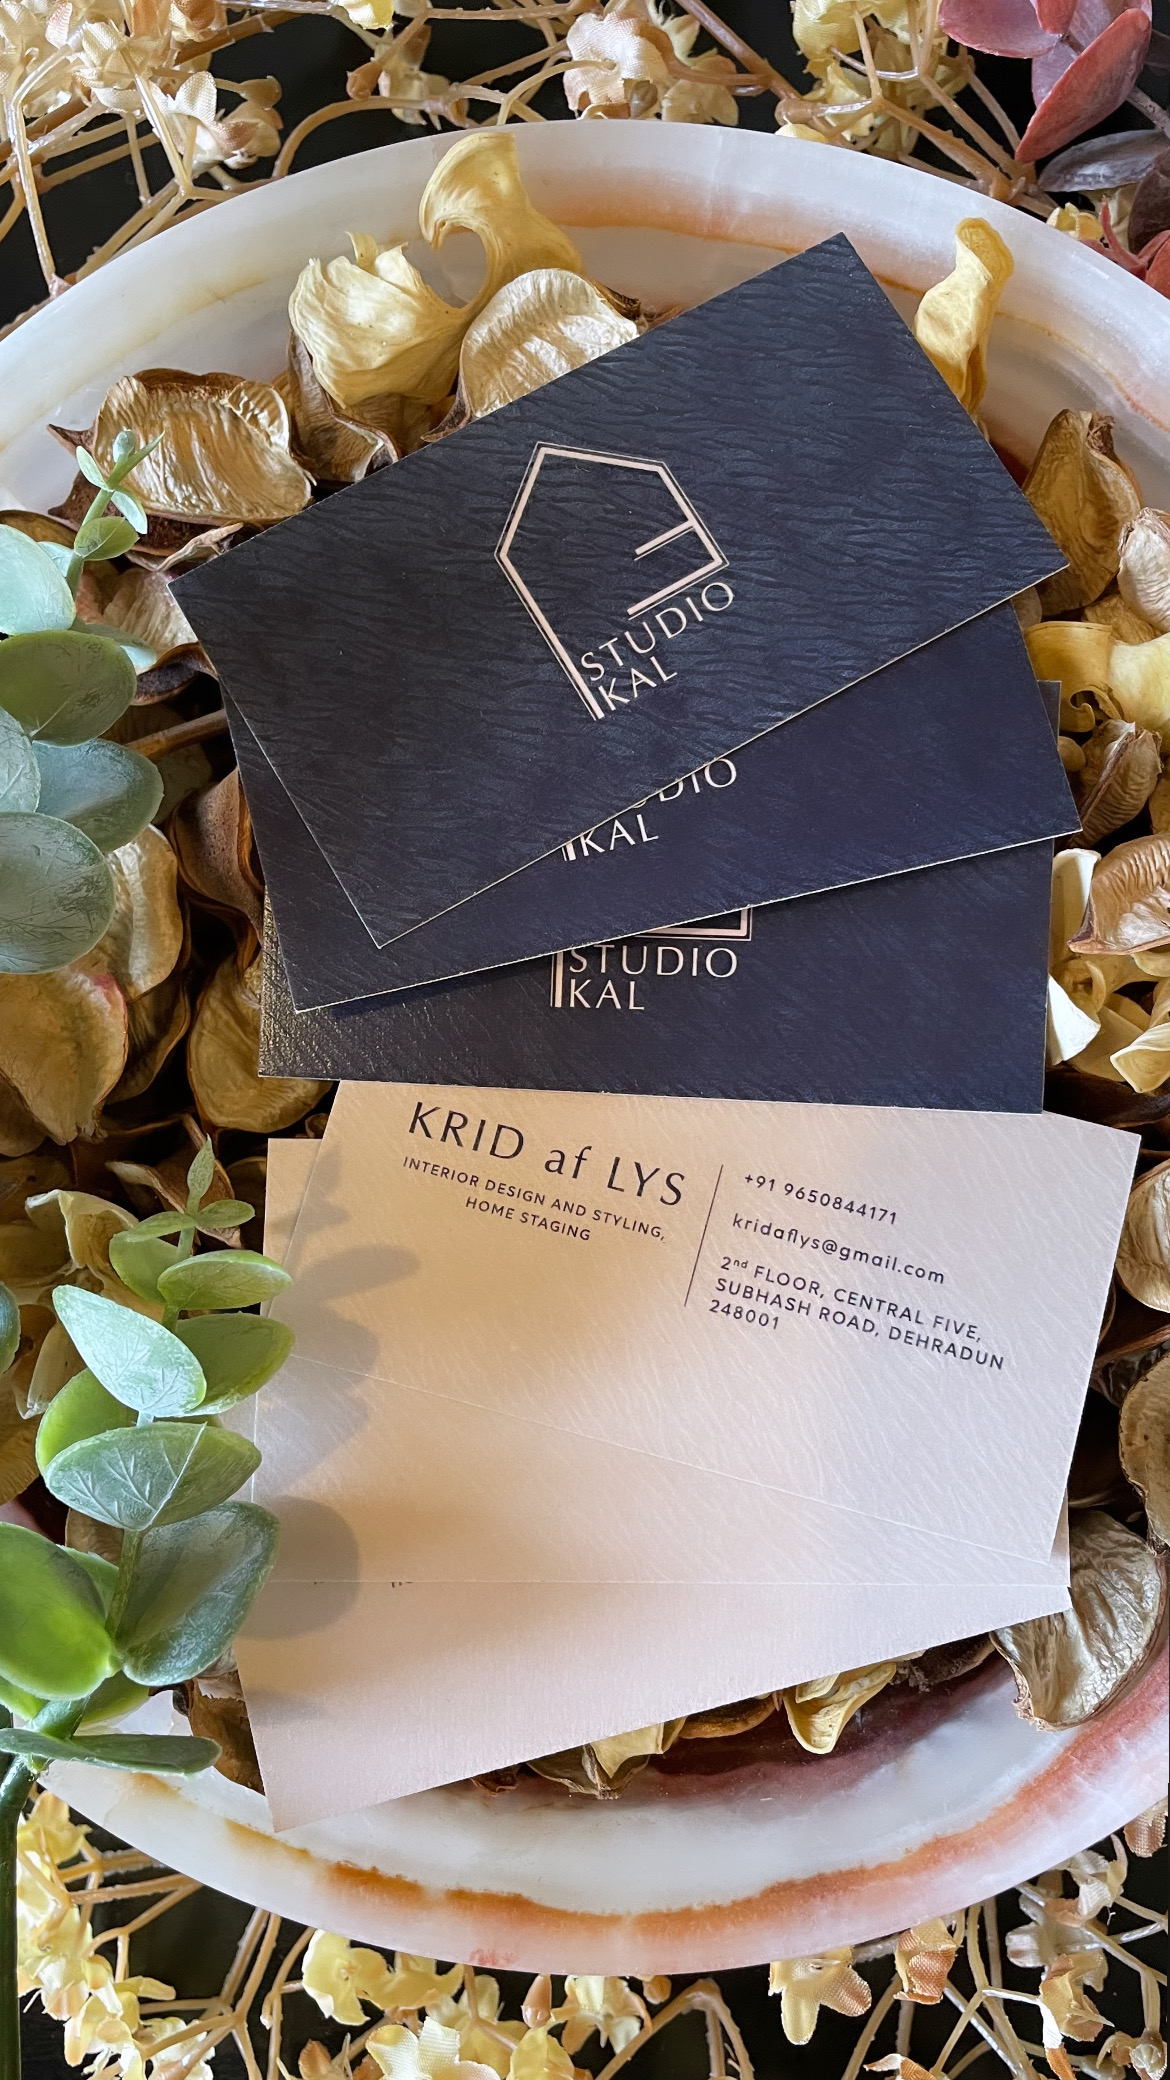 STUDIO
KAL
STUDIO
KAL
STUDIO
KAL
KRID af LYS
INTERIOR DESIGN AND STYLING,
HOME STAGING
+91 9650844171
kridaflys@gmail.com
2nd FLOOR, CENTRAL FIVE,
SUBHASH ROAD, DEHRADUN
248001